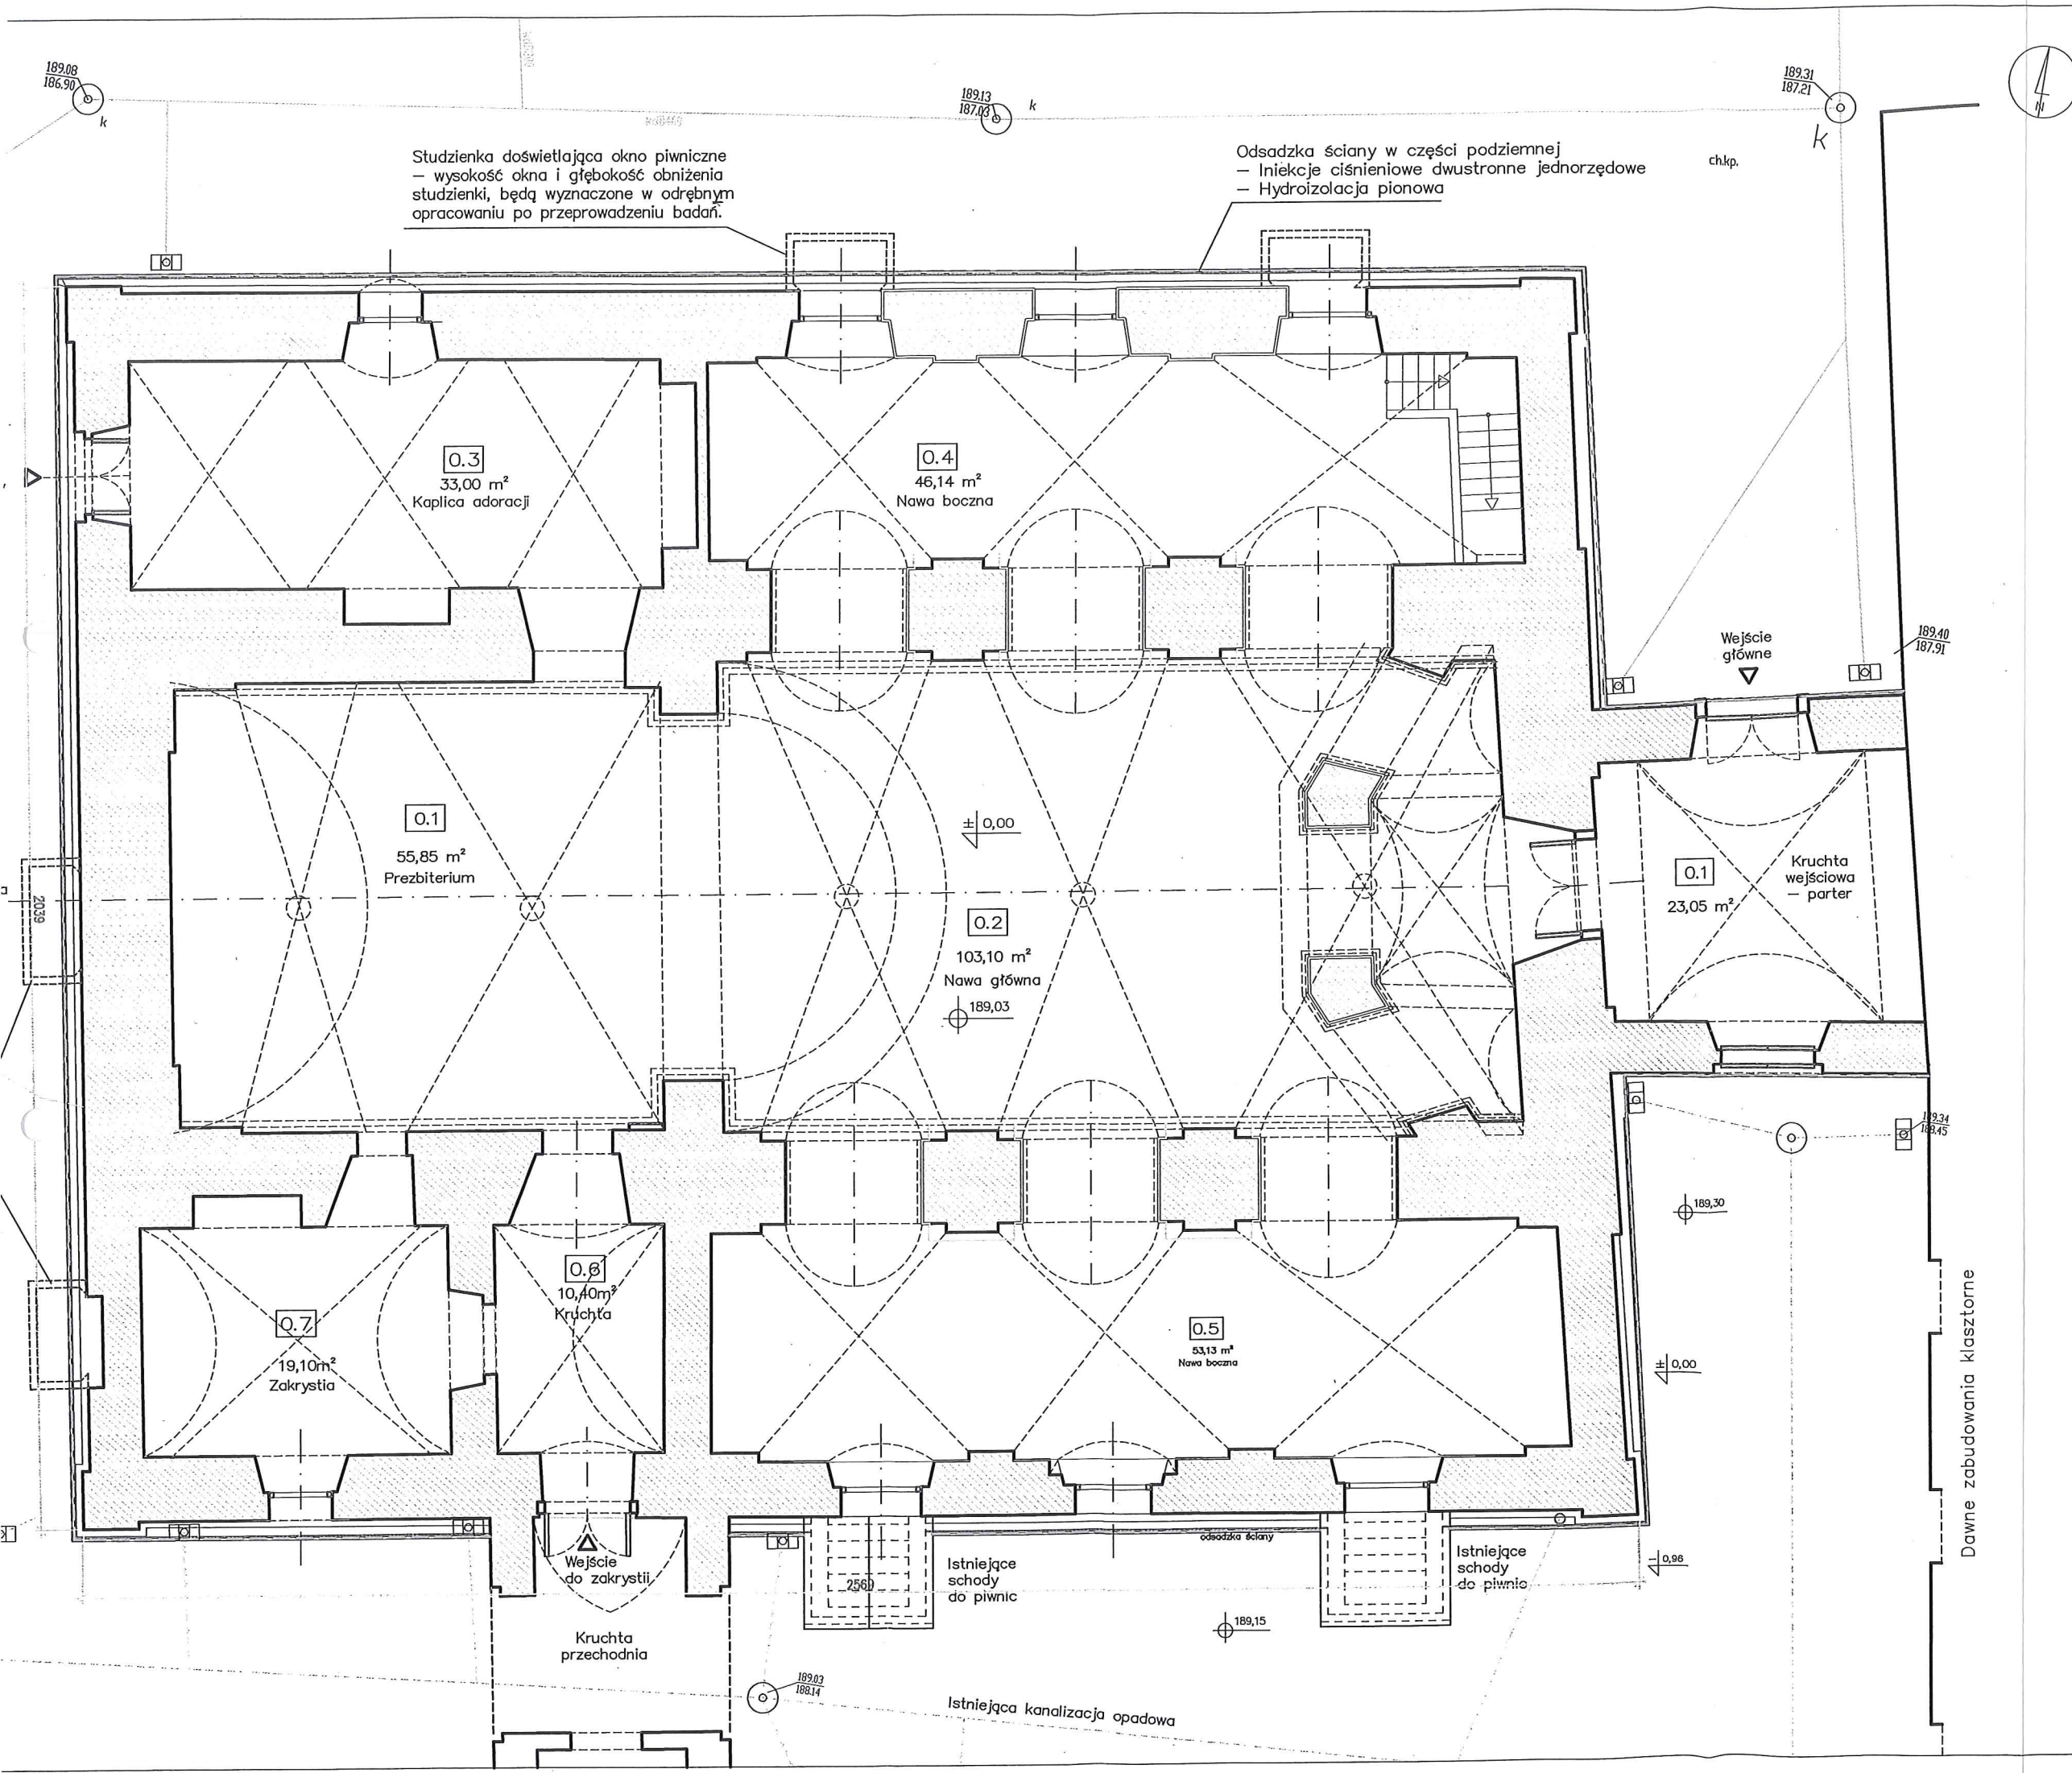 189.08
186.90
k
189.13
187.03
k
189.31
187.21
k
N
ch.kp.
Studzienka doświetlająca okno piwniczne
– wysokość okna i głębokość obniżenia
studzienki, będą wyznaczone w odrębnym
opracowaniu po przeprowadzeniu badań.
Odsadzka ściany w części podziemnej
– Iniekcje ciśnieniowe dwustronne jednorzędowe
– Hydroizolacja pionowa
0.3
33,00 m²
Kaplica adoracji
0.4
46,14 m²
Nawa boczna
Wejście
główne
189.40
187.91
0.1
55,85 m²
Prezbiterium
± 0,00
0.2
103,10 m²
Nawa główna
189,03
0.1
23,05 m²
Kruchta
wejściowa
– parter
2039
189,30
± 0,00
Dawne zabudowania klasztorne
0.6
10,40m²
Kruchta
0.7
19,10m²
Zakrystia
0.5
53,13 m²
Nawa boczna
Wejście
do zakrystii
2569
Istniejące
schody
do piwnic
odsadzka ściany
Istniejące
schody
do piwnic
– 0,96
189,15
Kruchta
przechodnia
189.03
188.14
Istniejąca kanalizacja opadowa